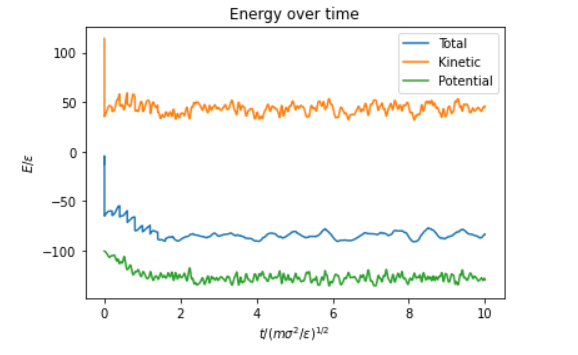 Energy over time
Total
Kinetic
Potential
100
50
0
−50
−100
E/ε
0 2 4 6 8 10
t/(mσ²/ε)^{1/2}